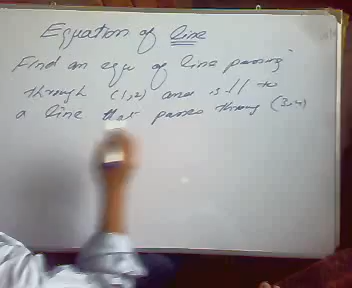 Equation of line
Find an equ of line passing
through (1,2) and is || to
a line that passes through (3,4)